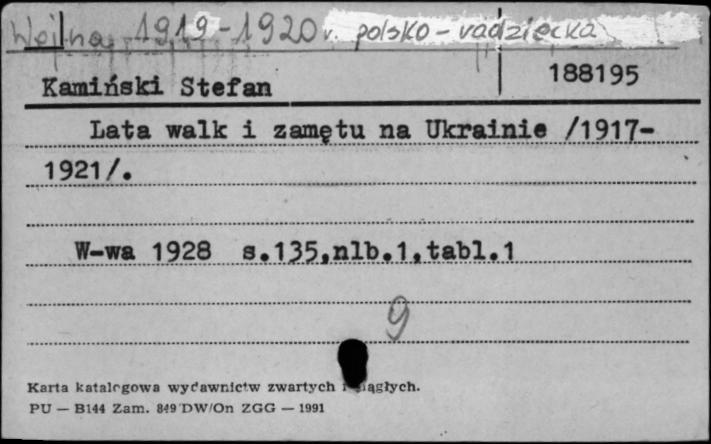 Wojna 1919-1920 r. polsko-radziecka
Kamiński Stefan 188195
Lata walk i zamętu na Ukrainie /1917-
1921/.
W-wa 1928 s.135,nlb.1,tabl.1
9
Karta katalogowa wydawnictw zwartych i ciągłych.
PU — B144 Zam. 849 DW/On ZGG — 1991